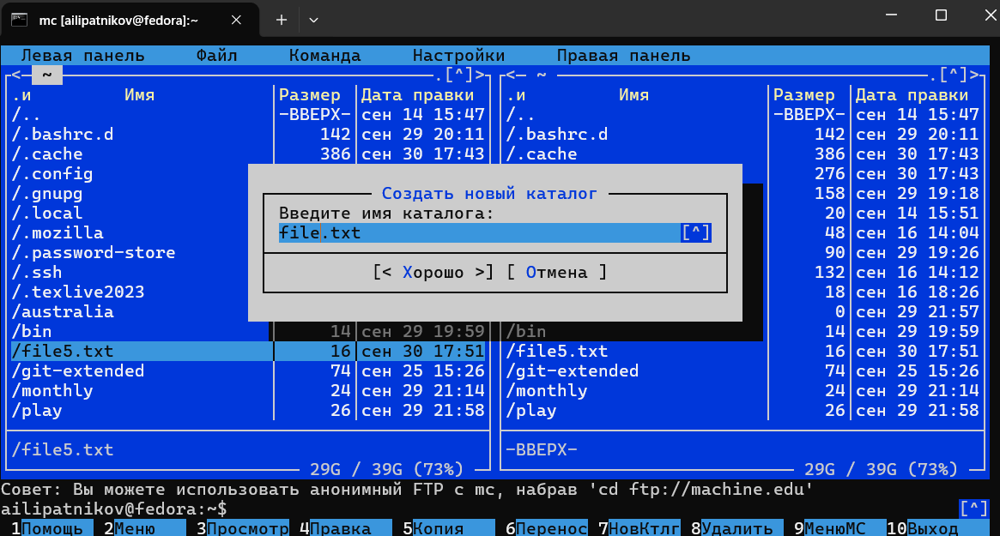 mc [ailipatnikov@fedora]:~
Левая панель Файл Команда Настройки Правая панель
<─ ~ .[^]> <─ ~ .[^]>
.и Имя Размер Дата правки .и Имя Размер Дата правки
/.. -ВВЕРХ- сен 14 15:47 /.. -ВВЕРХ- сен 14 15:47
/.bashrc.d 142 сен 29 20:11 /.bashrc.d 142 сен 29 20:11
/.cache 386 сен 30 17:43 /.cache 386 сен 30 17:43
/.config 276 сен 30 17:43
/.gnupg Создать новый каталог 158 сен 29 19:18
/.local Введите имя каталога: 20 сен 14 15:51
/.mozilla file.txt [^] 48 сен 16 14:04
/.password-store 90 сен 29 19:26
/.ssh [< Хорошо >] [ Отмена ] 132 сен 16 14:12
/.texlive2023 18 сен 16 18:26
/australia 0 сен 29 21:57
/bin 14 сен 29 19:59 /bin 14 сен 29 19:59
/file5.txt 16 сен 30 17:51 /file5.txt 16 сен 30 17:51
/git-extended 74 сен 25 15:26 /git-extended 74 сен 25 15:26
/monthly 24 сен 29 21:14 /monthly 24 сен 29 21:14
/play 26 сен 29 21:58 /play 26 сен 29 21:58
/file5.txt -ВВЕРХ-
29G / 39G (73%) 29G / 39G (73%)
Совет: Вы можете использовать анонимный FTP с mc, набрав 'cd ftp://machine.edu'
ailipatnikov@fedora:~$ [^]
1Помощь 2Меню 3Просмотр 4Правка 5Копия 6Перенос 7НовКтлг 8Удалить 9МенюMC 10Выход